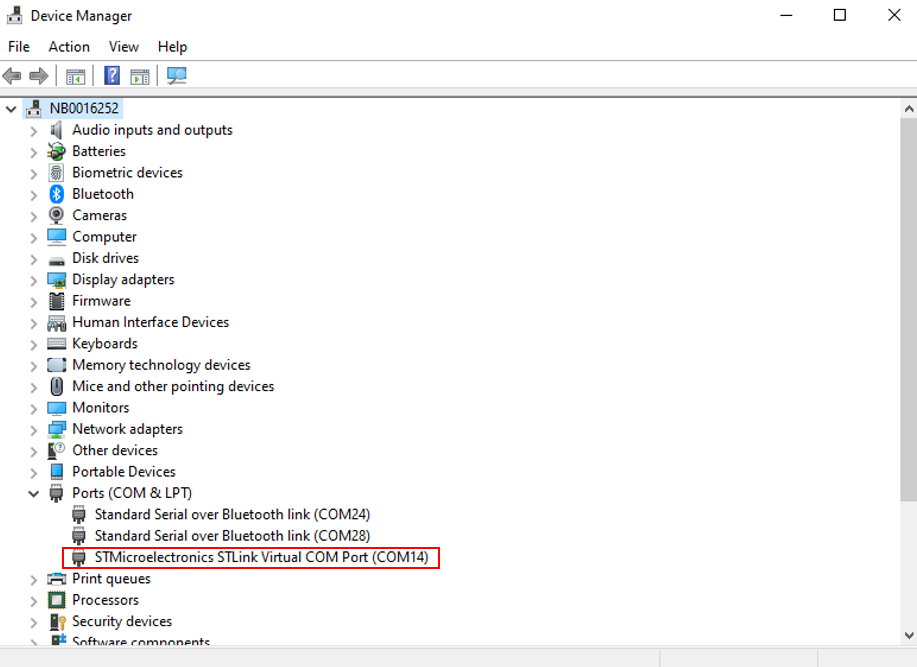 Device Manager
File Action View Help
NB0016252
Audio inputs and outputs
Batteries
Biometric devices
Bluetooth
Cameras
Computer
Disk drives
Display adapters
Firmware
Human Interface Devices
Keyboards
Memory technology devices
Mice and other pointing devices
Monitors
Network adapters
Other devices
Portable Devices
Ports (COM & LPT)
Standard Serial over Bluetooth link (COM24)
Standard Serial over Bluetooth link (COM28)
STMicroelectronics STLink Virtual COM Port (COM14)
Print queues
Processors
Security devices
Software components